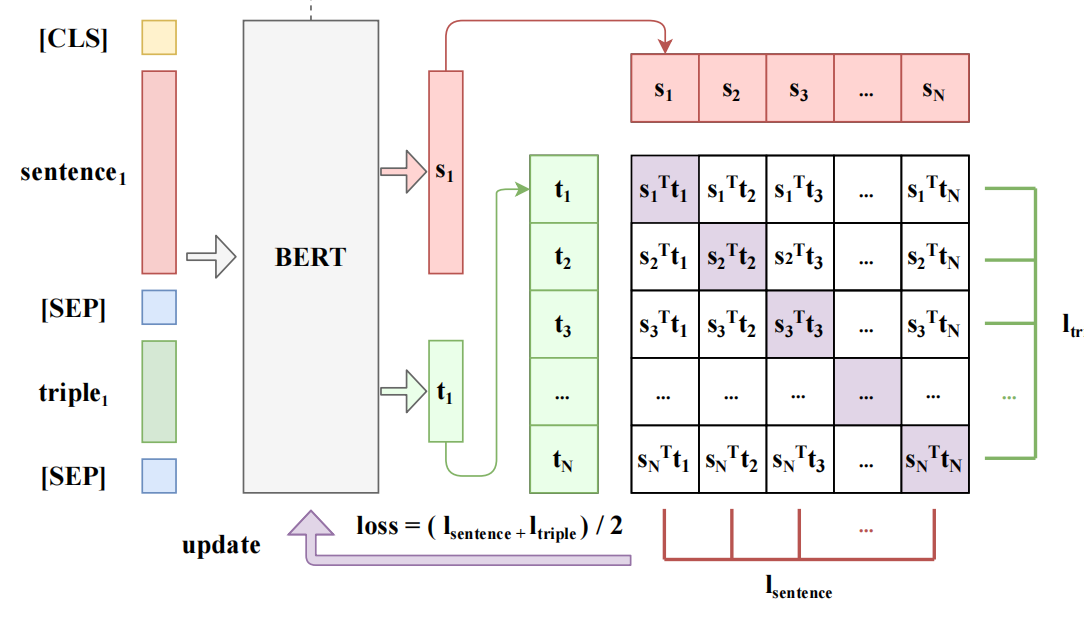 [CLS]
sentence1
[SEP]
triple1
[SEP]
BERT
s1
t1
s1 s2 s3 ... sN
t1
t2
t3
...
tN
s1Tt1 s1Tt2 s1Tt3 ... s1TtN
s2Tt1 s2Tt2 s2Tt3 ... s2TtN
s3Tt1 s3Tt2 s3Tt3 ... s3TtN
... ... ... ... ...
sNTt1 sNTt2 sNTt3 ... sNTtN
ltr
...
...
lsentence
loss = ( lsentence + ltriple ) / 2
update